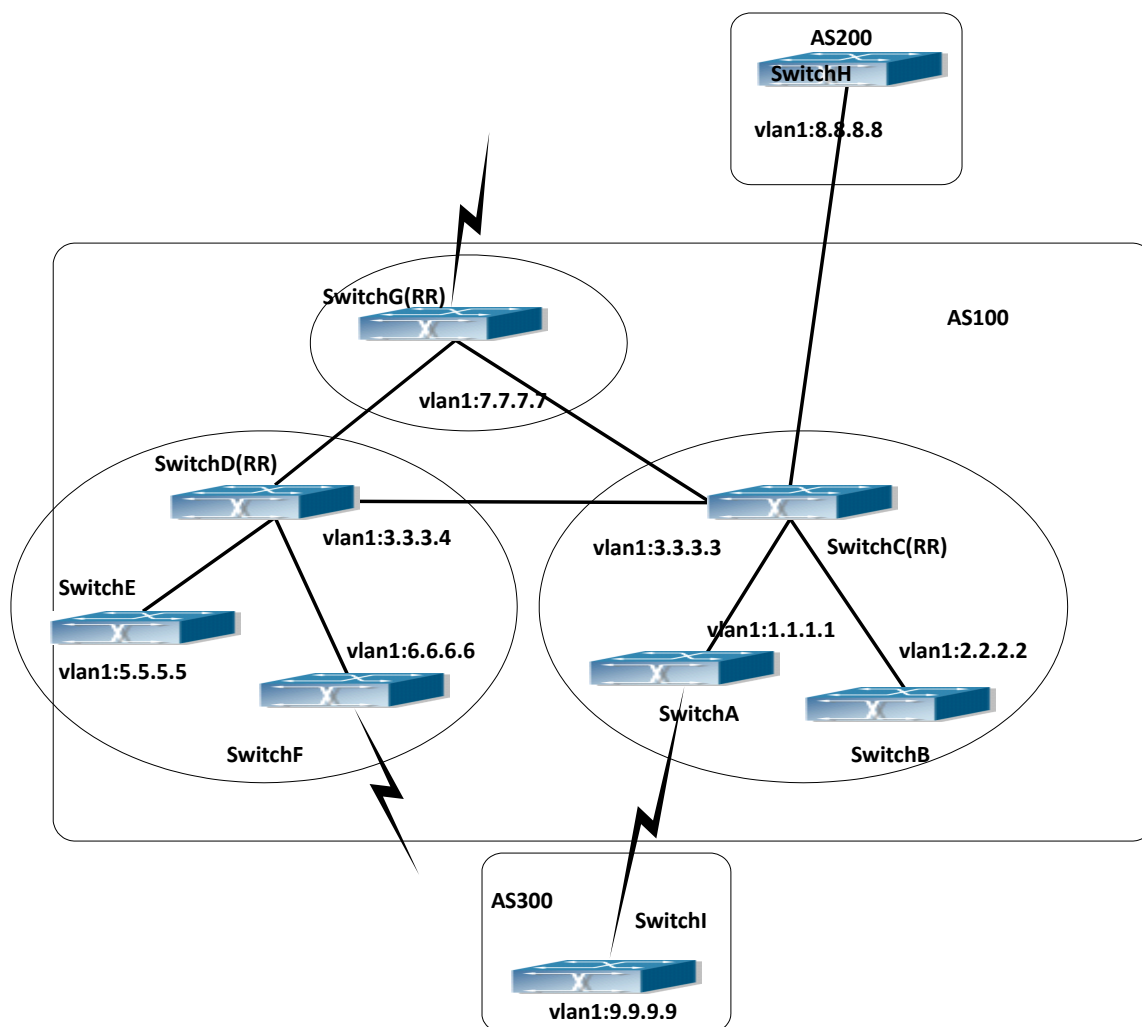 AS200
SwitchH
vlan1:8.8.8.8
SwitchG(RR)
AS100
vlan1:7.7.7.7
SwitchD(RR)
vlan1:3.3.3.4
vlan1:3.3.3.3
SwitchC(RR)
SwitchE
vlan1:5.5.5.5
vlan1:6.6.6.6
SwitchF
vlan1:1.1.1.1
SwitchA
vlan1:2.2.2.2
SwitchB
AS300
SwitchI
vlan1:9.9.9.9